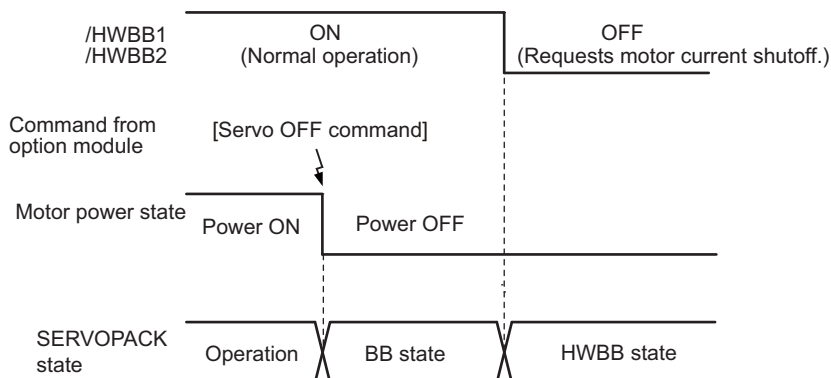 /HWBB1
/HWBB2
ON
(Normal operation)
OFF
(Requests motor current shutoff.)
Command from
option module
[Servo OFF command]
Motor power state
Power ON
Power OFF
SERVOPACK
state
Operation
BB state
HWBB state